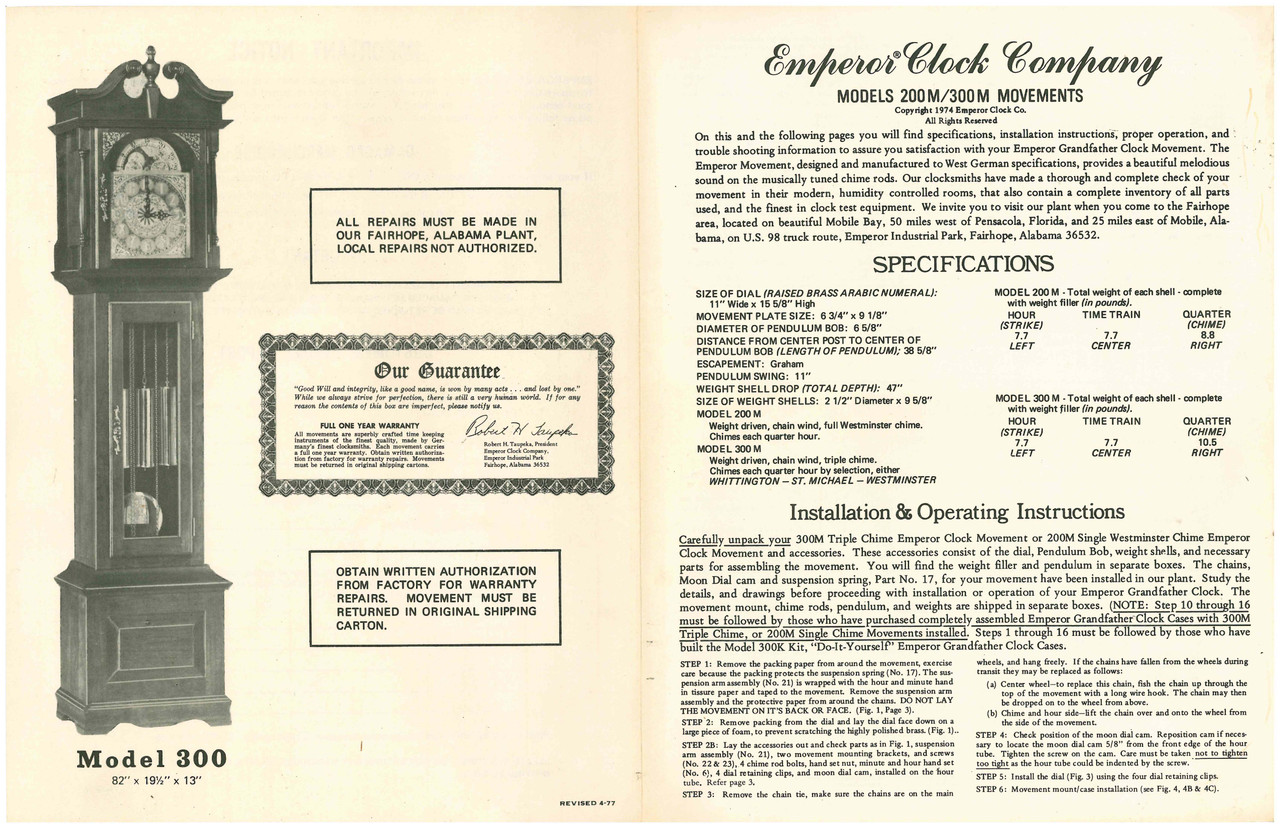 ALL REPAIRS MUST BE MADE IN
OUR FAIRHOPE, ALABAMA PLANT,
LOCAL REPAIRS NOT AUTHORIZED.
Our Guarantee
"Good Will and integrity, like a good name, is won by many acts . . . and lost by one."
While we always strive for perfection, there is still a very human world. If for any
reason the contents of this box are imperfect, please notify us.
FULL ONE YEAR WARRANTY
All movements are superbly crafted time keeping
instruments of the finest quality, made by Ger-
many's finest clocksmiths. Each movement carries
a full one year warranty. Obtain written authoriza-
tion from factory for warranty repairs. Movements
must be returned in original shipping cartons.
Robert H. Taupeka
Robert H. Taupeka, President
Emperor Clock Company,
Emperor Industrial Park
Fairhope, Alabama 36532
OBTAIN WRITTEN AUTHORIZATION
FROM FACTORY FOR WARRANTY
REPAIRS. MOVEMENT MUST BE
RETURNED IN ORIGINAL SHIPPING
CARTON.
Model 300
82" x 19½" x 13"
REVISED 4-77
Emperor® Clock Company
MODELS 200M/300M MOVEMENTS
Copyright 1974 Emperor Clock Co.
All Rights Reserved
On this and the following pages you will find specifications, installation instructions, proper operation, and
trouble shooting information to assure you satisfaction with your Emperor Grandfather Clock Movement. The
Emperor Movement, designed and manufactured to West German specifications, provides a beautiful melodious
sound on the musically tuned chime rods. Our clocksmiths have made a thorough and complete check of your
movement in their modern, humidity controlled rooms, that also contain a complete inventory of all parts
used, and the finest in clock test equipment. We invite you to visit our plant when you come to the Fairhope
area, located on beautiful Mobile Bay, 50 miles west of Pensacola, Florida, and 25 miles east of Mobile, Ala-
bama, on U.S. 98 truck route, Emperor Industrial Park, Fairhope, Alabama 36532.
SPECIFICATIONS
SIZE OF DIAL (RAISED BRASS ARABIC NUMERAL):
11" Wide x 15 5/8" High
MOVEMENT PLATE SIZE: 6 3/4" x 9 1/8"
DIAMETER OF PENDULUM BOB: 6 5/8"
DISTANCE FROM CENTER POST TO CENTER OF
PENDULUM BOB (LENGTH OF PENDULUM); 38 5/8"
ESCAPEMENT: Graham
PENDULUM SWING: 11"
WEIGHT SHELL DROP (TOTAL DEPTH): 47"
SIZE OF WEIGHT SHELLS: 2 1/2" Diameter x 9 5/8"
MODEL 200 M
Weight driven, chain wind, full Westminster chime.
Chimes each quarter hour.
MODEL 300 M
Weight driven, chain wind, triple chime.
Chimes each quarter hour by selection, either
WHITTINGTON – ST. MICHAEL – WESTMINSTER
MODEL 200 M - Total weight of each shell - complete
with weight filler (in pounds).
HOUR TIME TRAIN QUARTER
(STRIKE) (CHIME)
7.7 7.7 8.8
LEFT CENTER RIGHT
MODEL 300 M - Total weight of each shell - complete
with weight filler (in pounds).
HOUR TIME TRAIN QUARTER
(STRIKE) (CHIME)
7.7 7.7 10.5
LEFT CENTER RIGHT
Installation & Operating Instructions
Carefully unpack your 300M Triple Chime Emperor Clock Movement or 200M Single Westminster Chime Emperor
Clock Movement and accessories. These accessories consist of the dial, Pendulum Bob, weight shells, and necessary
parts for assembling the movement. You will find the weight filler and pendulum in separate boxes. The chains,
Moon Dial cam and suspension spring, Part No. 17, for your movement have been installed in our plant. Study the
details, and drawings before proceeding with installation or operation of your Emperor Grandfather Clock. The
movement mount, chime rods, pendulum, and weights are shipped in separate boxes. (NOTE: Step 10 through 16
must be followed by those who have purchased completely assembled Emperor Grandfather Clock Cases with 300M
Triple Chime, or 200M Single Chime Movements installed. Steps 1 through 16 must be followed by those who have
built the Model 300K Kit, "Do-It-Yourself" Emperor Grandfather Clock Cases.
STEP 1: Remove the packing paper from around the movement, exercise
care because the packing protects the suspension spring (No. 17). The sus-
pension arm assembly (No. 21) is wrapped with the hour and minute hand
in tissue paper and taped to the movement. Remove the suspension arm
assembly and the protective paper from around the chains. DO NOT LAY
THE MOVEMENT ON IT'S BACK OR FACE. (Fig. 1, Page 3).
STEP 2: Remove packing from the dial and lay the dial face down on a
large piece of foam, to prevent scratching the highly polished brass. (Fig. 1)..
STEP 2B: Lay the accessories out and check parts as in Fig. 1, suspension
arm assembly (No. 21), two movement mounting brackets, and screws
(No. 22 & 23), 4 chime rod bolts, hand set nut, minute and hour hand set
(No. 6), 4 dial retaining clips, and moon dial cam, installed on the hour
tube. Refer page 3.
STEP 3: Remove the chain tie, make sure the chains are on the main
wheels, and hang freely. If the chains have fallen from the wheels during
transit they may be replaced as follows:
(a) Center wheel—to replace this chain, fish the chain up through the
top of the movement with a long wire hook. The chain may then
be dropped on to the wheel from above.
(b) Chime and hour side—lift the chain over and onto the wheel from
the side of the movement.
STEP 4: Check position of the moon dial cam. Reposition cam if neces-
sary to locate the moon dial cam 5/8" from the front edge of the hour
tube. Tighten the screw on the cam. Care must be taken not to tighten
too tight as the hour tube could be indented by the screw.
STEP 5: Install the dial (Fig. 3) using the four dial retaining clips.
STEP 6: Movement mount/case installation (see Fig. 4, 4B & 4C).